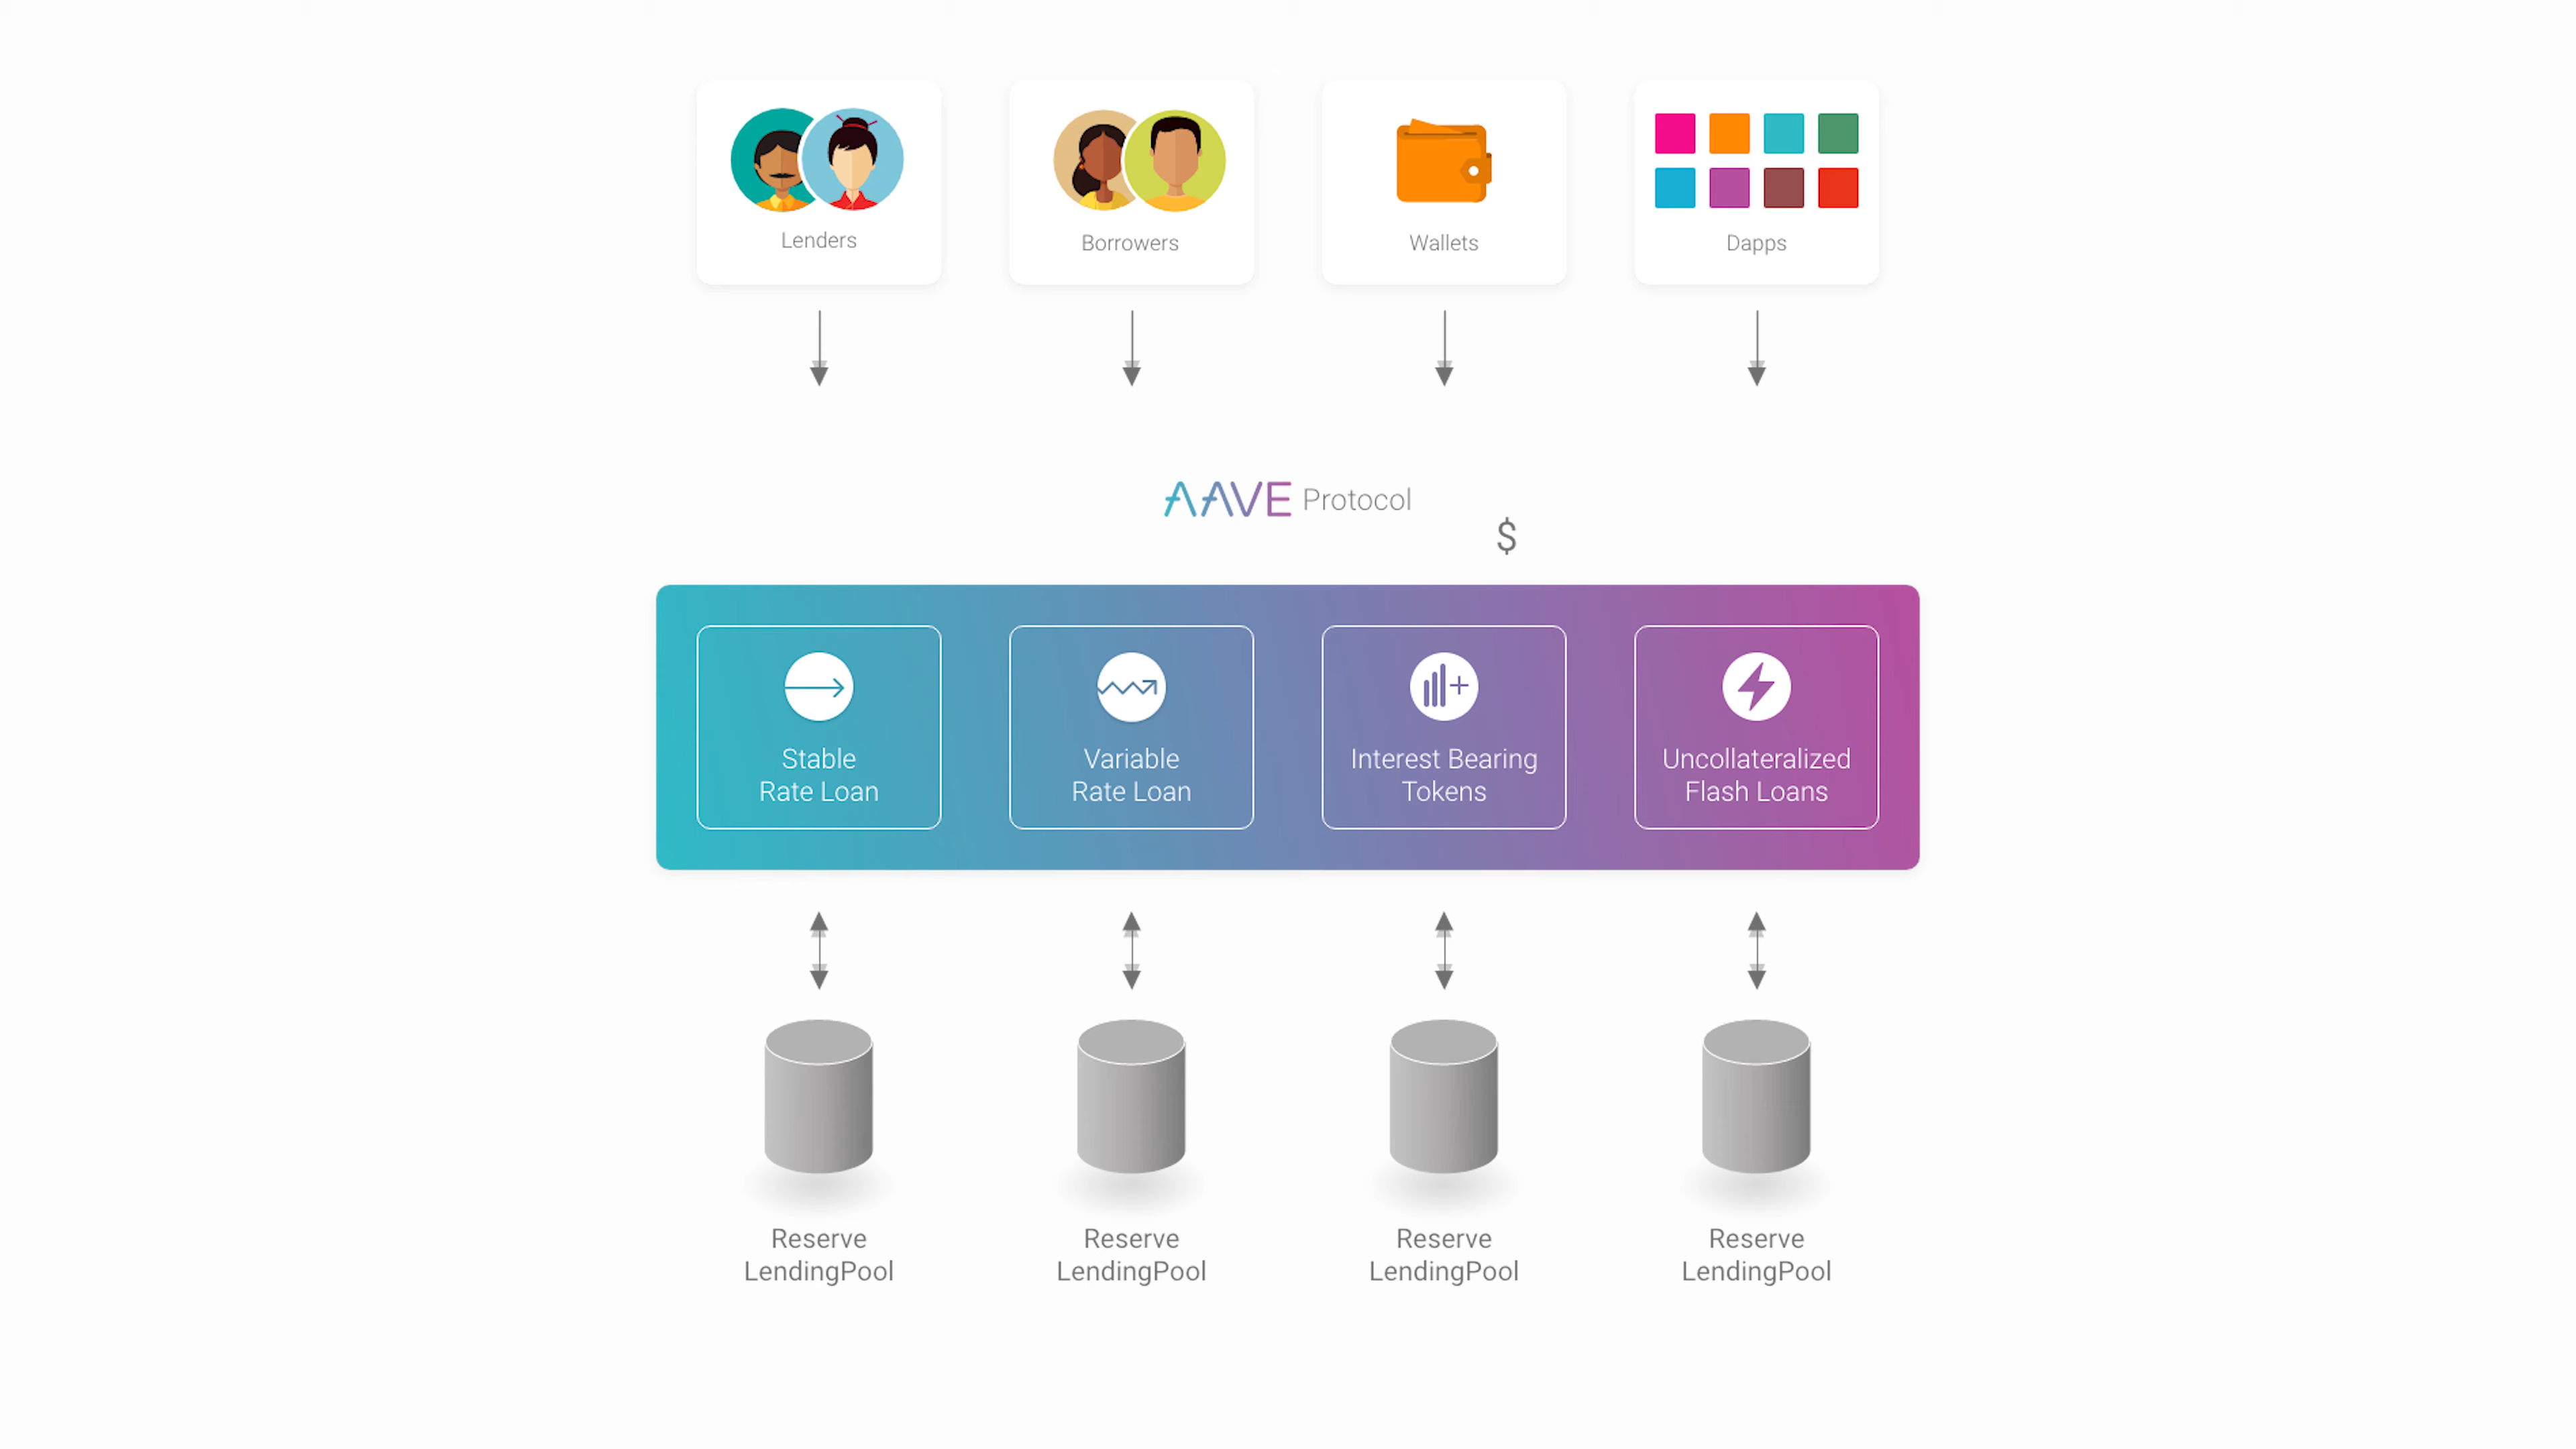 Lenders
Borrowers
Wallets
Dapps
AAVE Protocol
$
Stable
Rate Loan
Variable
Rate Loan
Interest Bearing
Tokens
Uncollateralized
Flash Loans
Reserve
LendingPool
Reserve
LendingPool
Reserve
LendingPool
Reserve
LendingPool